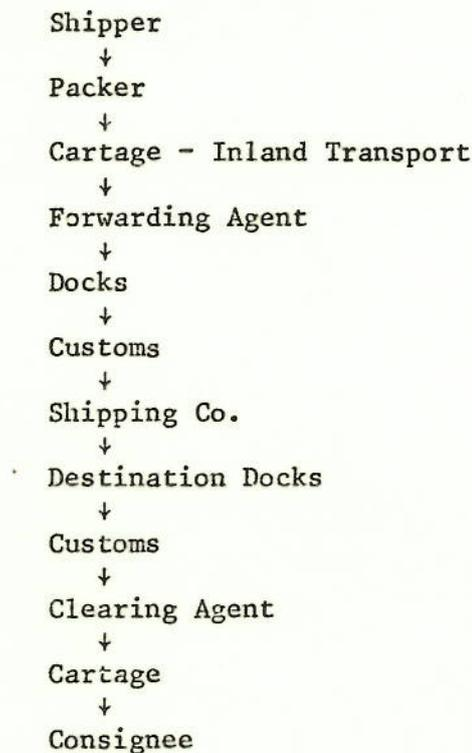 Shipper
↓
Packer
↓
Cartage - Inland Transport
↓
Forwarding Agent
↓
Docks
↓
Customs
↓
Shipping Co.
↓
Destination Docks
↓
Customs
↓
Clearing Agent
↓
Cartage
↓
Consignee